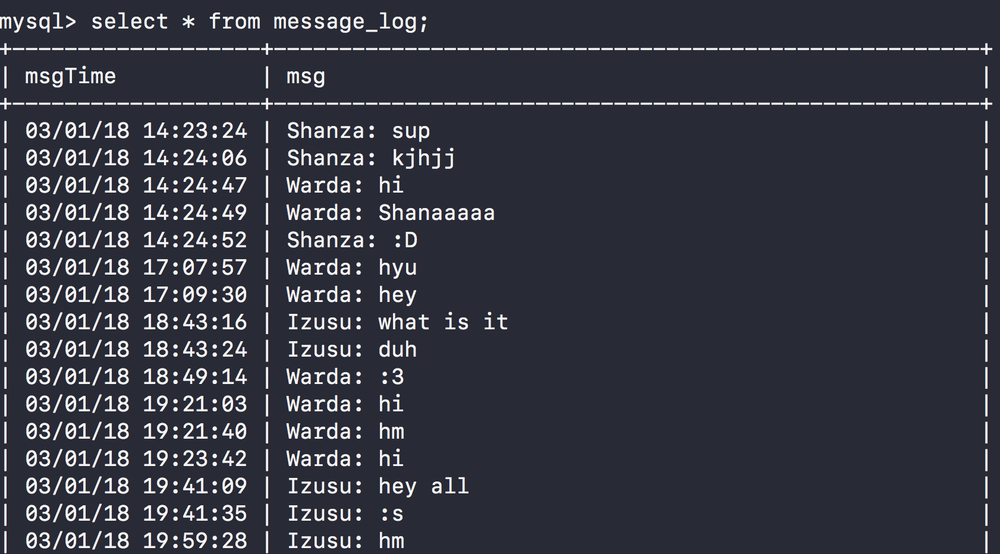 mysql> select * from message_log;
+-------------------+------------------------------------------------------+
| msgTime           | msg                                                  |
+-------------------+------------------------------------------------------+
| 03/01/18 14:23:24 | Shanza: sup                                          |
| 03/01/18 14:24:06 | Shanza: kjhjj                                        |
| 03/01/18 14:24:47 | Warda: hi                                            |
| 03/01/18 14:24:49 | Warda: Shanaaaaa                                     |
| 03/01/18 14:24:52 | Shanza: :D                                           |
| 03/01/18 17:07:57 | Warda: hyu                                           |
| 03/01/18 17:09:30 | Warda: hey                                           |
| 03/01/18 18:43:16 | Izusu: what is it                                    |
| 03/01/18 18:43:24 | Izusu: duh                                           |
| 03/01/18 18:49:14 | Warda: :3                                            |
| 03/01/18 19:21:03 | Warda: hi                                            |
| 03/01/18 19:21:40 | Warda: hm                                            |
| 03/01/18 19:23:42 | Warda: hi                                            |
| 03/01/18 19:41:09 | Izusu: hey all                                       |
| 03/01/18 19:41:35 | Izusu: :s                                            |
| 03/01/18 19:59:28 | Izusu: hm                                            |